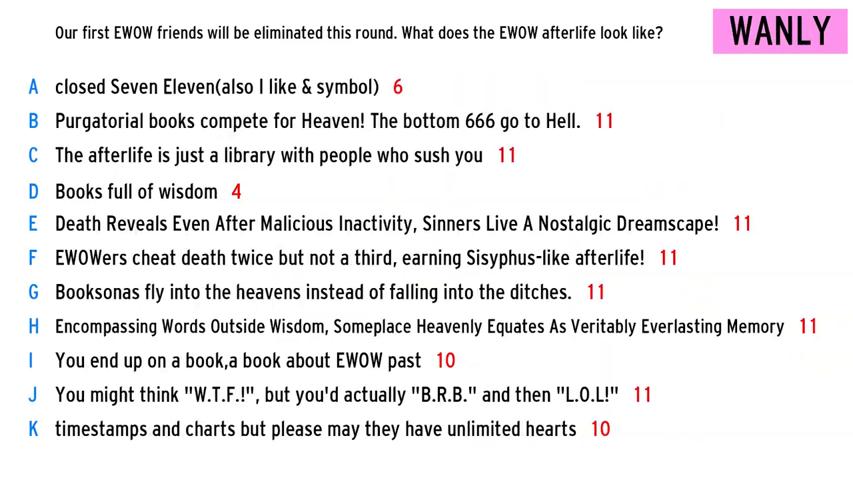 Our first EWOW friends will be eliminated this round. What does the EWOW afterlife look like?
WANLY
A closed Seven Eleven(also I like & symbol) 6
B Purgatorial books compete for Heaven! The bottom 666 go to Hell. 11
C The afterlife is just a library with people who sush you 11
D Books full of wisdom 4
E Death Reveals Even After Malicious Inactivity, Sinners Live A Nostalgic Dreamscape! 11
F EWOWers cheat death twice but not a third, earning Sisyphus-like afterlife! 11
G Booksonas fly into the heavens instead of falling into the ditches. 11
H Encompassing Words Outside Wisdom, Someplace Heavenly Equates As Veritably Everlasting Memory 11
I You end up on a book,a book about EWOW past 10
J You might think "W.T.F.!", but you'd actually "B.R.B." and then "L.O.L!" 11
K timestamps and charts but please may they have unlimited hearts 10